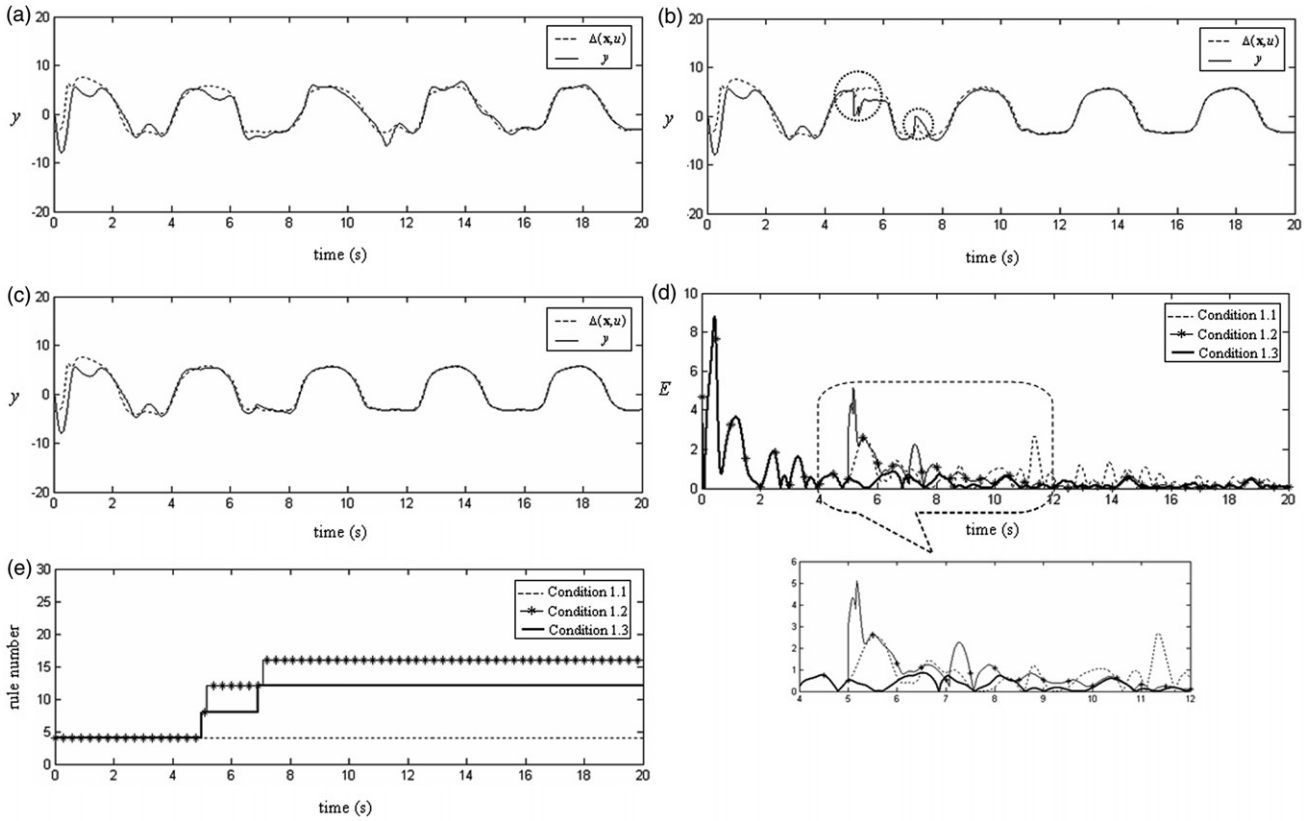 (a)
20
10
0
-10
-20
y
Δ(x,u)
y
0 2 4 6 8 10 12 14 16 18 20
time (s)
(b)
20
10
0
-10
-20
y
Δ(x,u)
y
0 2 4 6 8 10 12 14 16 18 20
time (s)
(c)
20
10
0
-10
-20
y
Δ(x,u)
y
0 2 4 6 8 10 12 14 16 18 20
time (s)
(d)
10
8
6
4
2
0
E
Condition 1.1
Condition 1.2
Condition 1.3
0 2 4 6 8 10 12 14 16 18 20
time (s)
6
5
4
3
2
1
0
4 5 6 7 8 9 10 11 12
(e)
30
25
20
15
10
5
0
rule number
Condition 1.1
Condition 1.2
Condition 1.3
0 2 4 6 8 10 12 14 16 18 20
time (s)